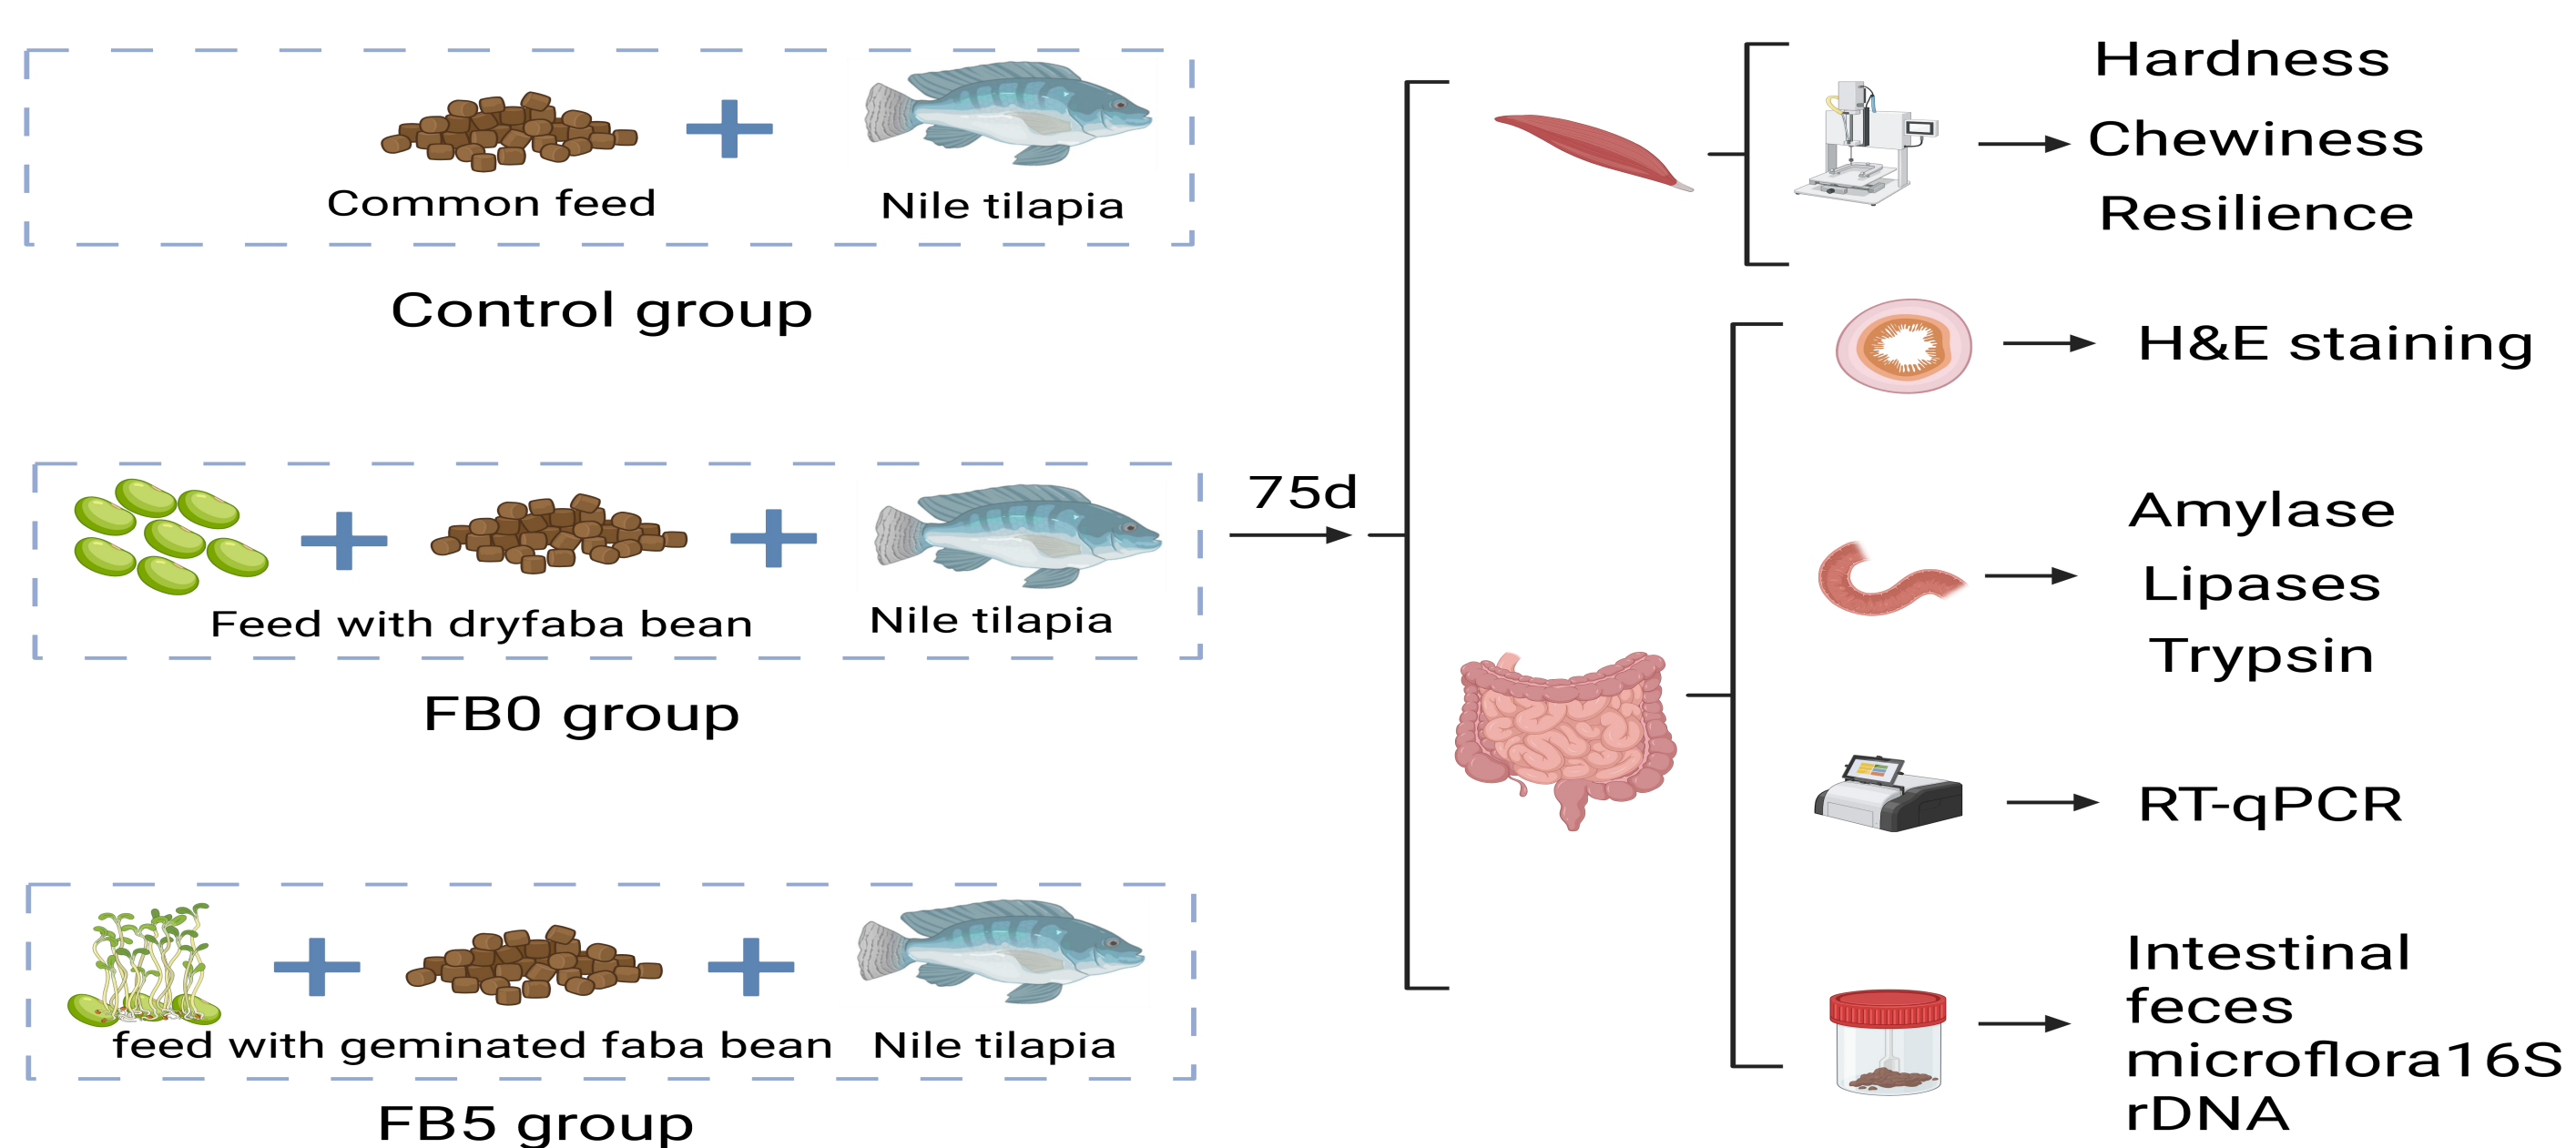 Common feed
Nile tilapia
Control group
Feed with dryfaba bean
Nile tilapia
FB0 group
feed with geminated faba bean
Nile tilapia
FB5 group
75d
Hardness
Chewiness
Resilience
H&E staining
Amylase
Lipases
Trypsin
RT-qPCR
Intestinal
feces
microflora16S
rDNA